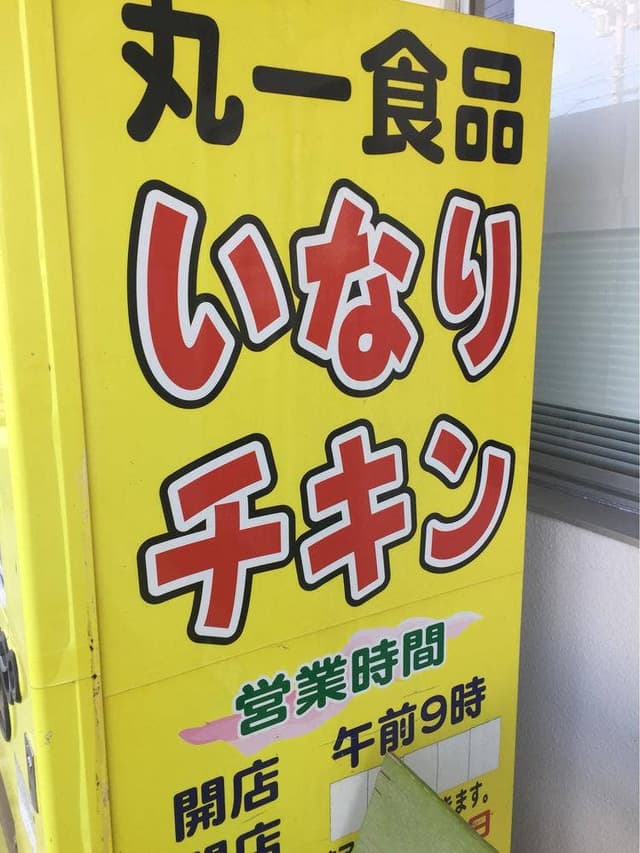 丸一食品
いなり
チキン
営業時間
開店 午前9時
ます。
日